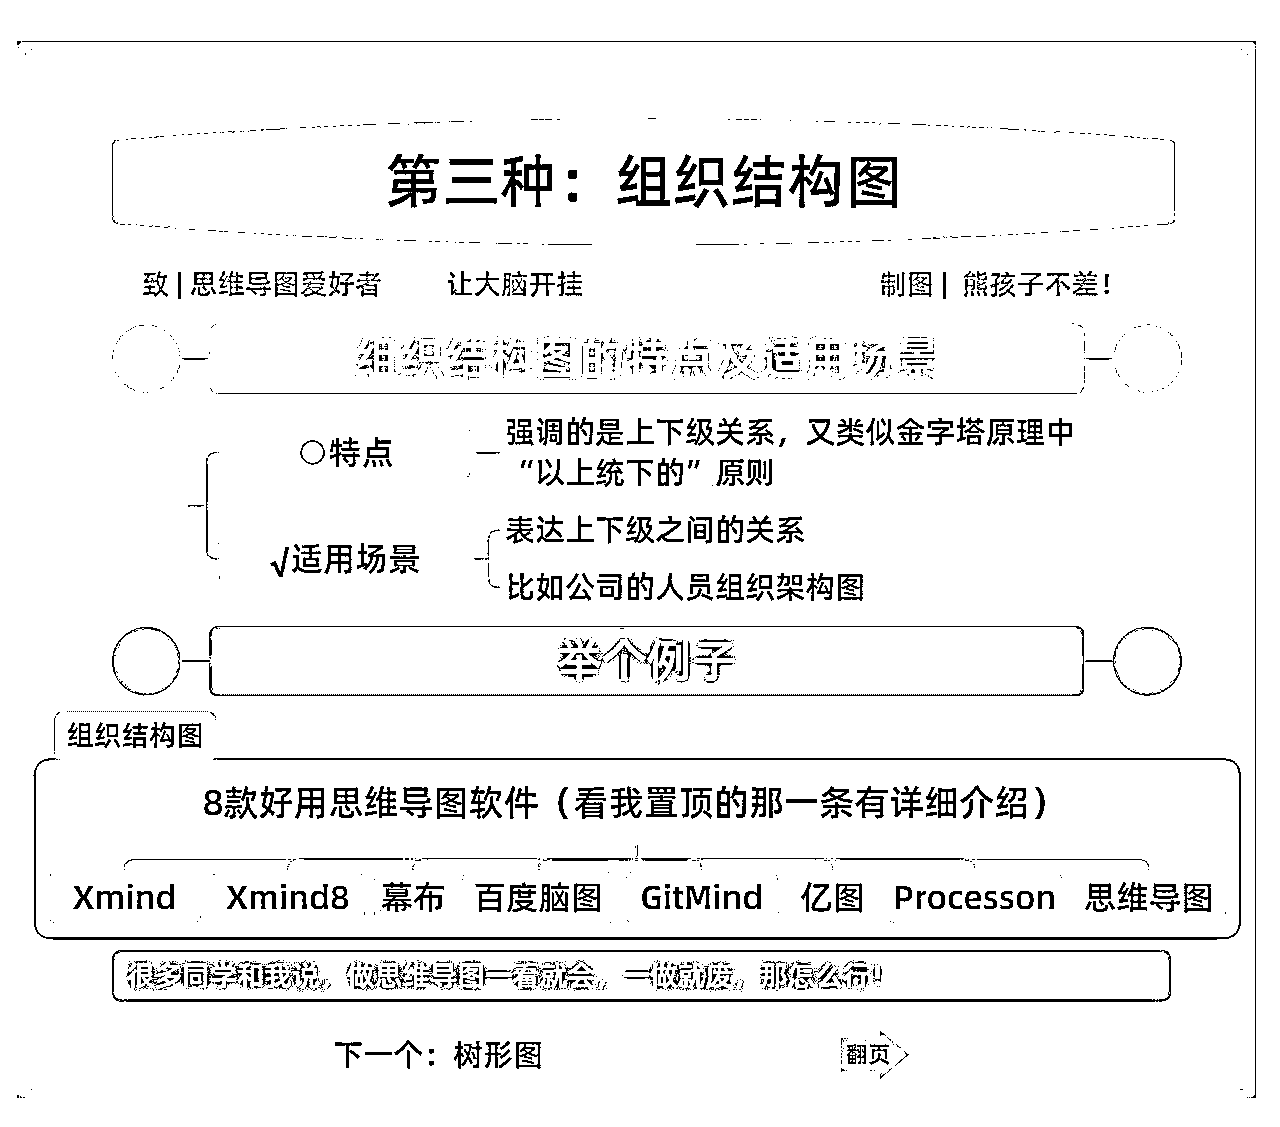 第三种：组织结构图
致 | 思维导图爱好者 让大脑开挂 制图 | 熊孩子不差！
组织结构图的特点及适用场景
○特点
强调的是上下级关系，又类似金字塔原理中
“以上统下的”原则
√适用场景
表达上下级之间的关系
比如公司的人员组织架构图
举个例子
组织结构图
8款好用思维导图软件（看我置顶的那一条有详细介绍）
Xmind Xmind8 幕布 百度脑图 GitMind 亿图 Processon 思维导图
很多同学和我说，做思维导图一看就会，一做就废，那怎么行！
下一个：树形图 翻页